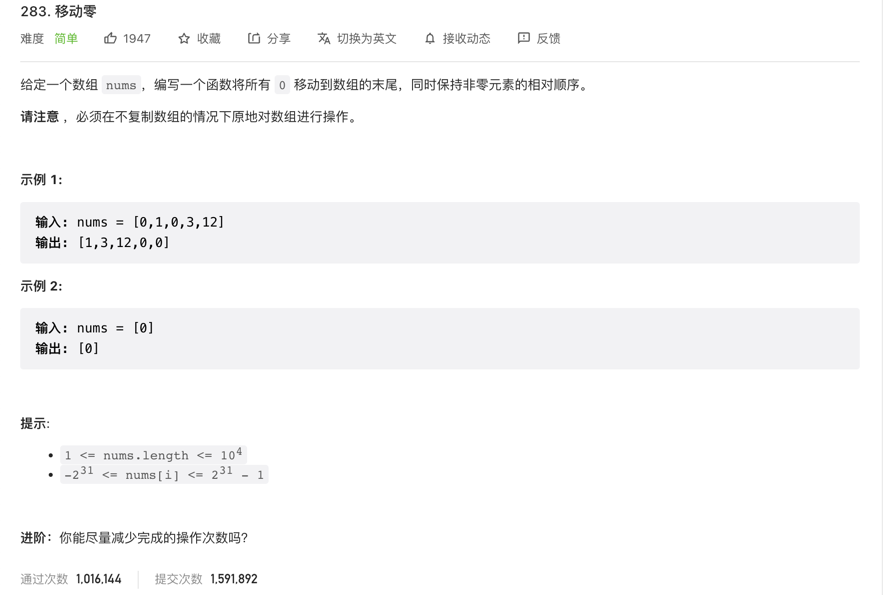 283. 移动零
难度 简单 1947 收藏 分享 切换为英文 接收动态 反馈
给定一个数组 nums ，编写一个函数将所有 0 移动到数组的末尾，同时保持非零元素的相对顺序。
请注意 ，必须在不复制数组的情况下原地对数组进行操作。
示例 1:
输入: nums = [0,1,0,3,12]
输出: [1,3,12,0,0]
示例 2:
输入: nums = [0]
输出: [0]
提示:
• 1 <= nums.length <= 10⁴
• -2³¹ <= nums[i] <= 2³¹ - 1
进阶：你能尽量减少完成的操作次数吗?
通过次数 1,016,144 提交次数 1,591,892